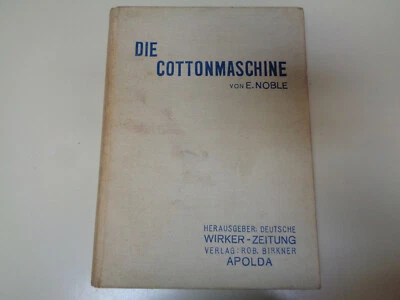 DIE
COTTONMASCHINE
VON E. NOBLE
HERAUSGEBER: DEUTSCHE
WIRKER-ZEITUNG
VERLAG: ROB. BIRKNER
APOLDA